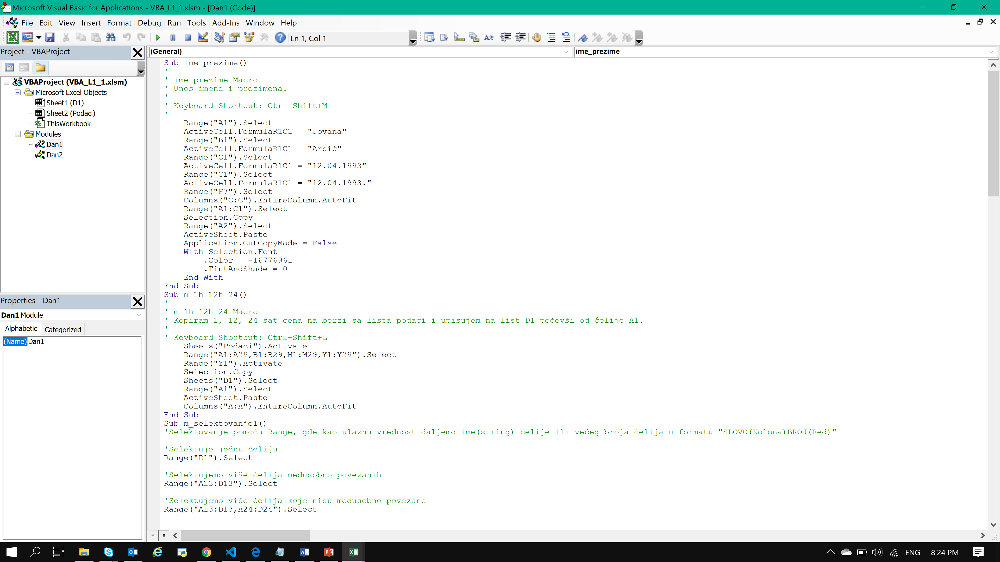 Microsoft Visual Basic for Applications - VBA_L1_1.xlsm - [Dan1 (Code)]
File Edit View Insert Format Debug Run Tools Add-Ins Window Help
Ln 1, Col 1
Project - VBAProject
VBAProject (VBA_L1_1.xlsm)
Microsoft Excel Objects
Sheet1 (D1)
Sheet2 (Podaci)
ThisWorkbook
Modules
Dan1
Dan2
Properties - Dan1
Dan1 Module
Alphabetic Categorized
(Name) Dan1
(General) ime_prezime
Sub ime_prezime()
'
' ime_prezime Macro
' Unos imena i prezimena.
'
' Keyboard Shortcut: Ctrl+Shift+M
'
Range("A1").Select
ActiveCell.FormulaR1C1 = "Jovana"
Range("B1").Select
ActiveCell.FormulaR1C1 = "Arsić"
Range("C1").Select
ActiveCell.FormulaR1C1 = "12.04.1993"
Range("C1").Select
ActiveCell.FormulaR1C1 = "12.04.1993."
Range("F7").Select
Columns("C:C").EntireColumn.AutoFit
Range("A1:C1").Select
Selection.Copy
Range("A2").Select
ActiveSheet.Paste
Application.CutCopyMode = False
With Selection.Font
.Color = -16776961
.TintAndShade = 0
End With
End Sub
Sub m_1h_12h_24()
'
' m_1h_12h_24 Macro
' Kopiram 1, 12, 24 sat cena na berzi sa lista podaci i upisujem na list D1 počevši od ćelije A1.
'
' Keyboard Shortcut: Ctrl+Shift+L
Sheets("Podaci").Activate
Range("A1:A29,B1:B29,M1:M29,Y1:Y29").Select
Range("Y1").Activate
Selection.Copy
Sheets("D1").Select
Range("A1").Select
ActiveSheet.Paste
Columns("A:A").EntireColumn.AutoFit
End Sub
Sub m_selektovanje1()
'Selektovanje pomoću Range, gde kao ulaznu vrednost daljemo ime(string) ćelije ili većeg broja ćelija u formatu "SLOVO(Kolona)BROJ(Red)"
'Selektuje jednu ćeliju
Range("D1").Select
'Selektujemo više ćelija međusobno povezanih
Range("A13:D13").Select
'Selektujemo više ćelija koje nisu međusobno povezane
Range("A13:D13,A24:D24").Select
ENG 8:24 PM